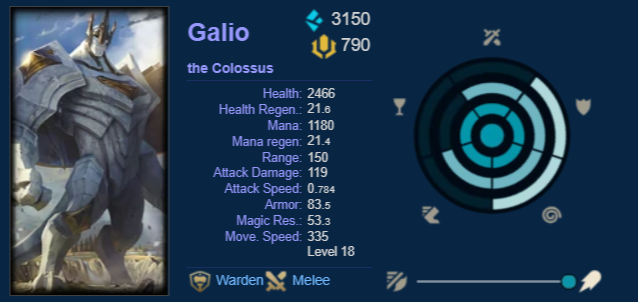 Galio
3150
790
the Colossus
Health: 2466
Health Regen.: 21.6
Mana: 1180
Mana regen: 21.4
Range: 150
Attack Damage: 119
Attack Speed: 0.784
Armor: 83.5
Magic Res.: 53.3
Move. Speed: 335
Level 18
Warden Melee